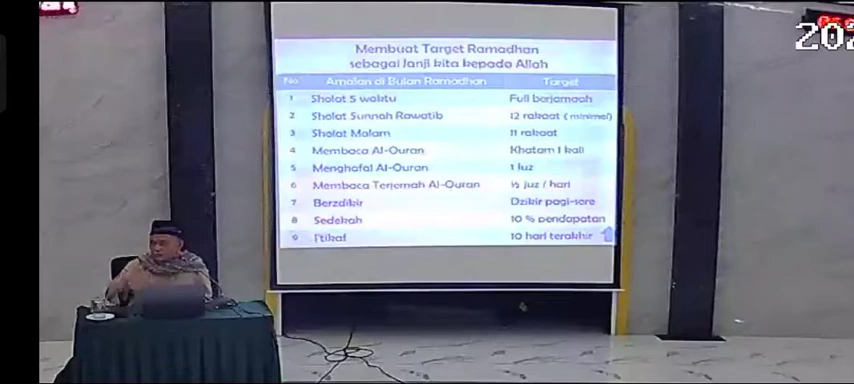 202
Membuat Target Ramadhan
sebagai Janji kita kepada Allah
No Amalan di Bulan Ramadhan Target
1 Sholat 5 waktu Full berjamaah
2 Sholat Sunnah Rawatib 12 rakaat (minimal)
3 Sholat Malam 11 rakaat
4 Membaca Al-Quran Khatam 1 kali
5 Menghafal Al-Quran 1 Juz
6 Membaca Terjemah Al-Quran ½ juz / hari
7 Berzdikir Dzikir pagi-sore
8 Sedekah 10 % pendapatan
9 I'tikaf 10 hari terakhir